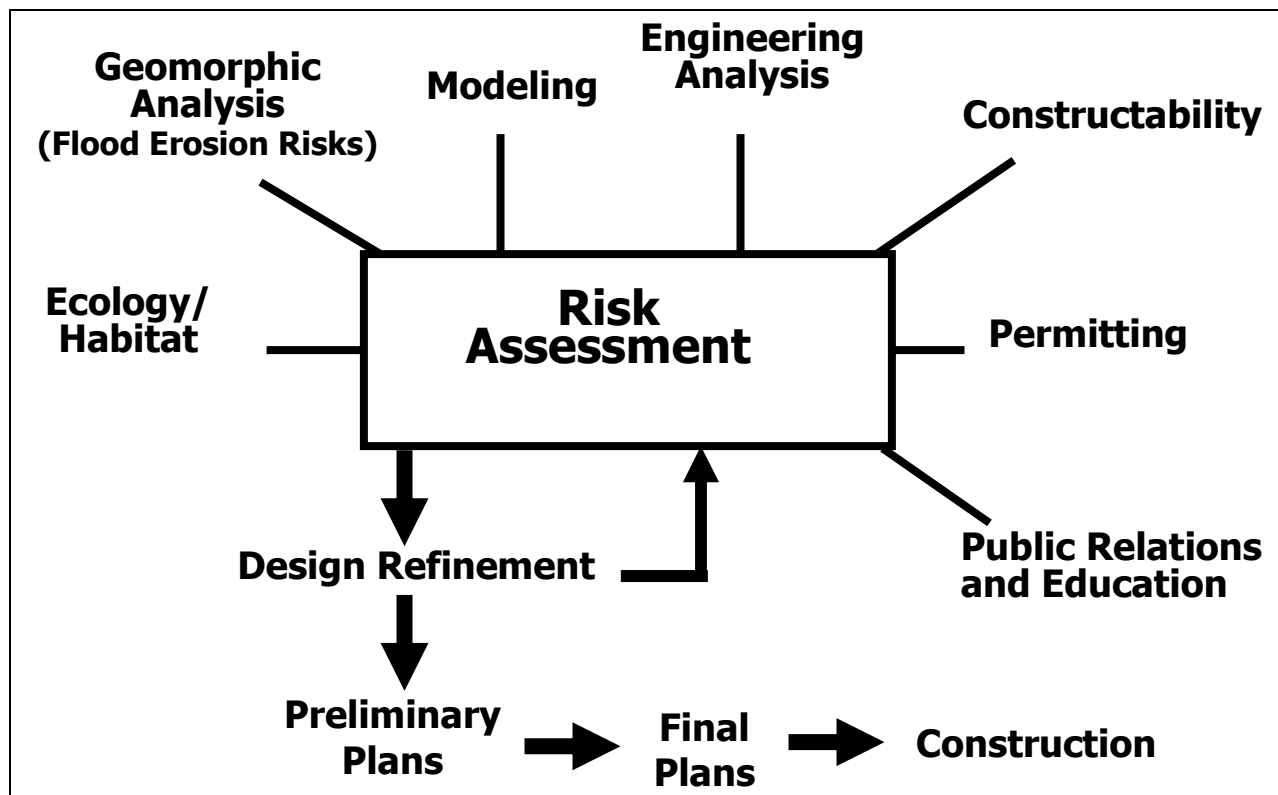 Geomorphic
Analysis
(Flood Erosion Risks)
Modeling
Engineering
Analysis
Constructability
Ecology/
Habitat
Risk
Assessment
Permitting
Public Relations
and Education
Design Refinement
Preliminary
Plans
Final
Plans
Construction